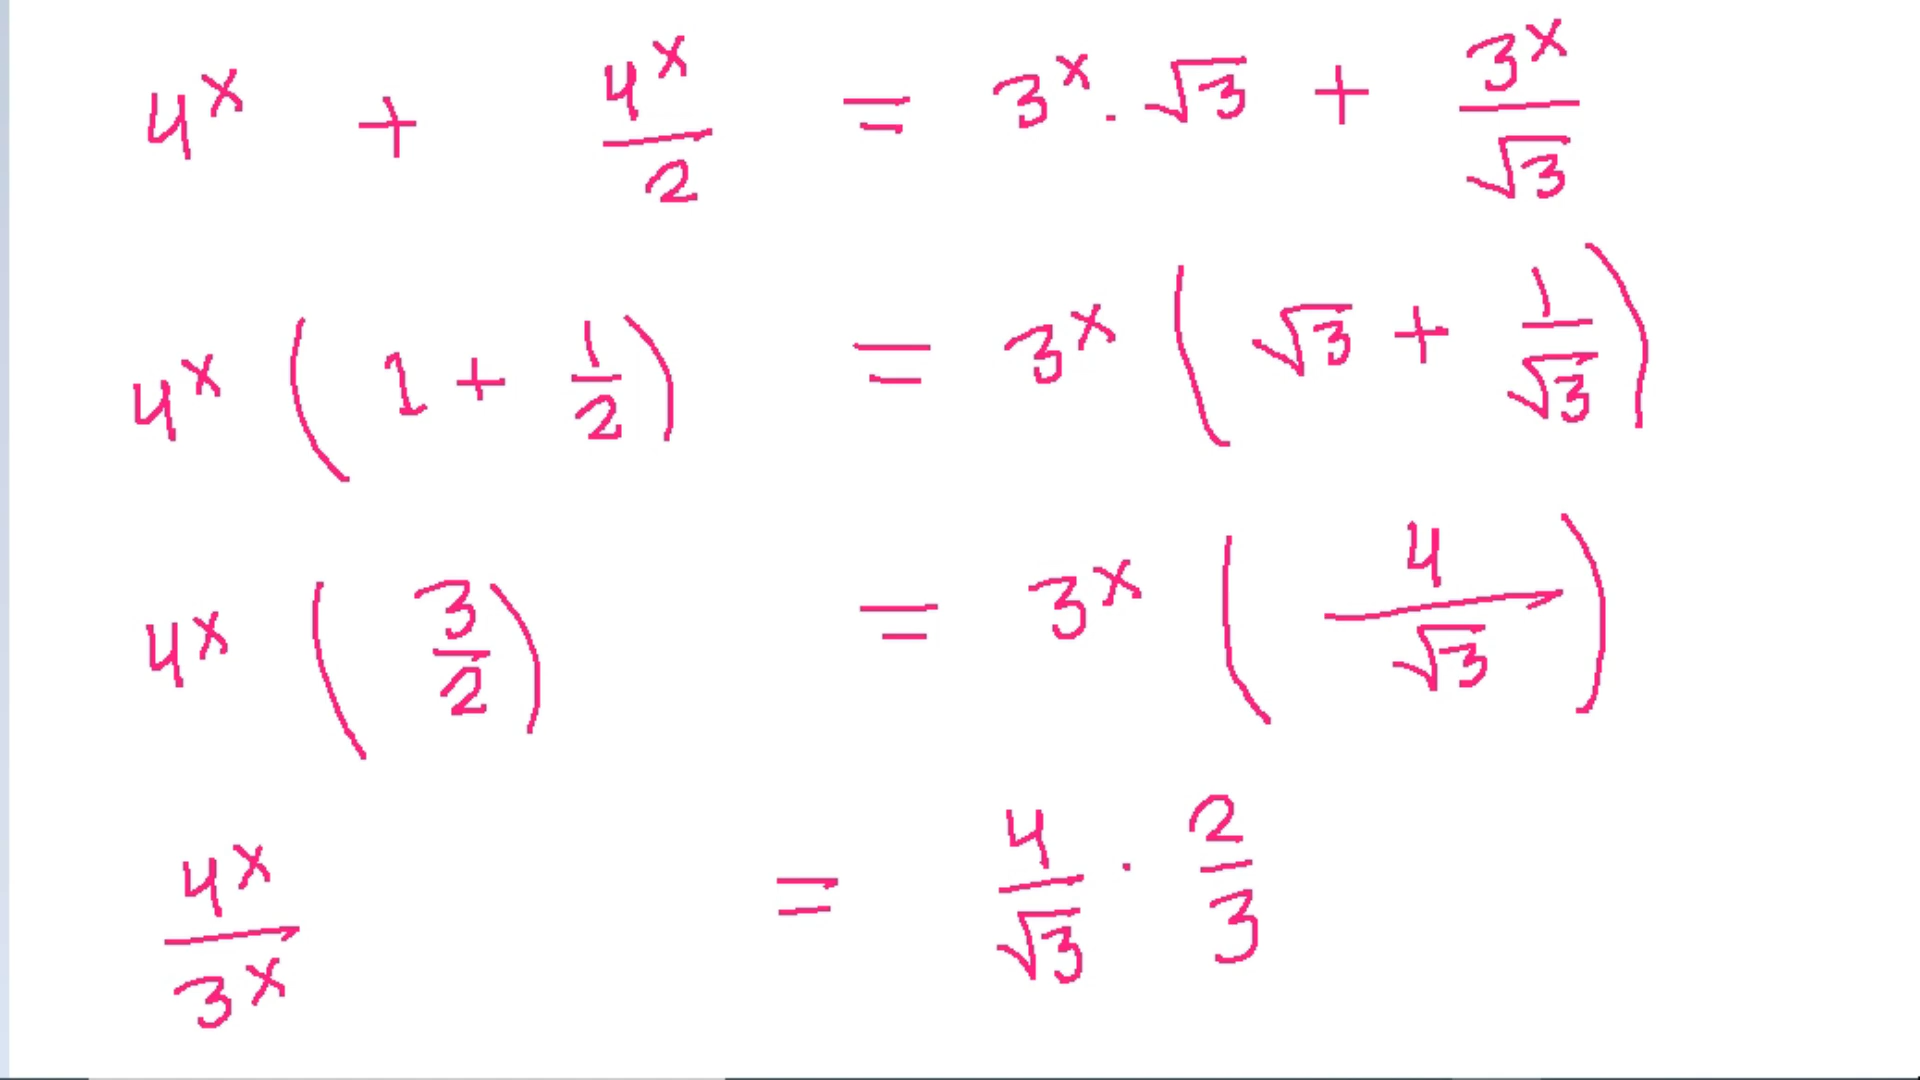 4^x + 4^x/2 = 3^x . √3 + 3^x/√3
4^x (1 + 1/2) = 3^x (√3 + 1/√3)
4^x (3/2) = 3^x (4/√3)
4^x/3^x = 4/√3 · 2/3